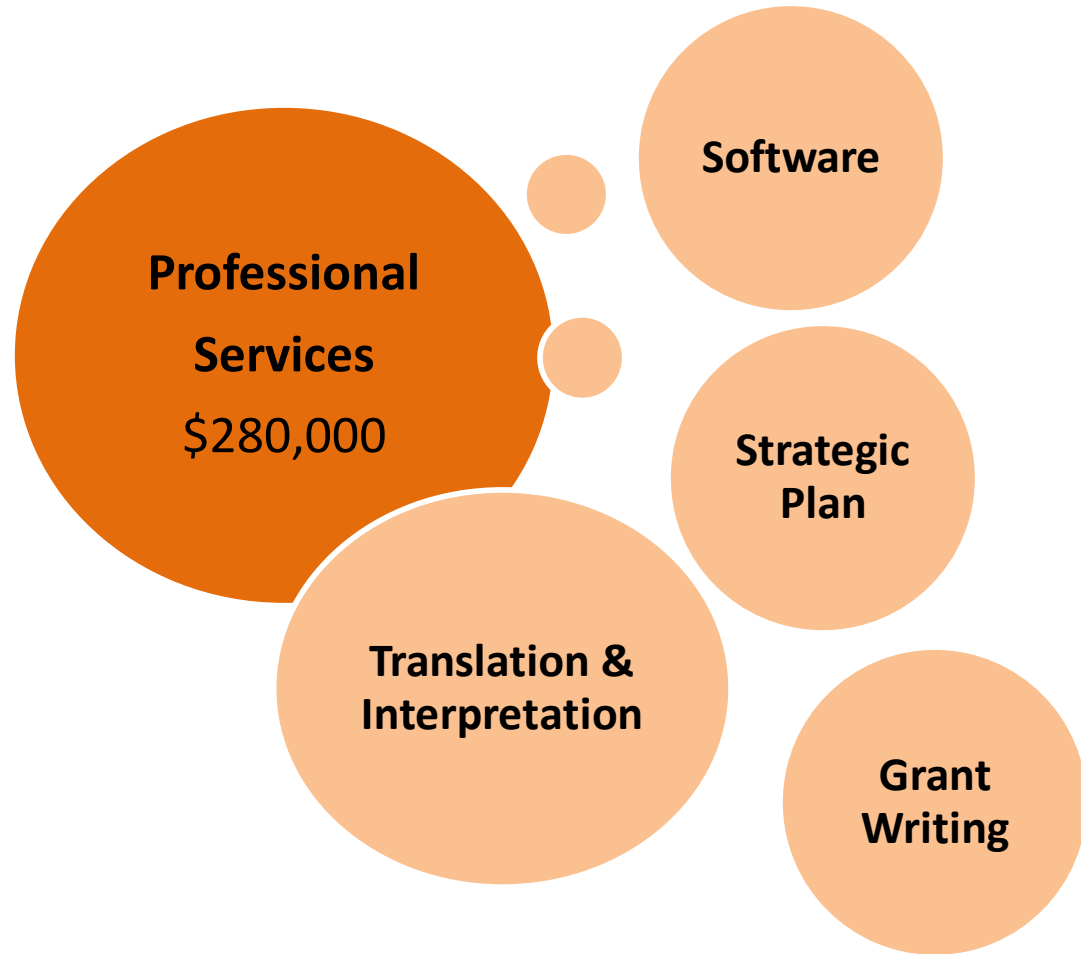 Professional
Services
$280,000
Software
Strategic
Plan
Translation &
Interpretation
Grant
Writing